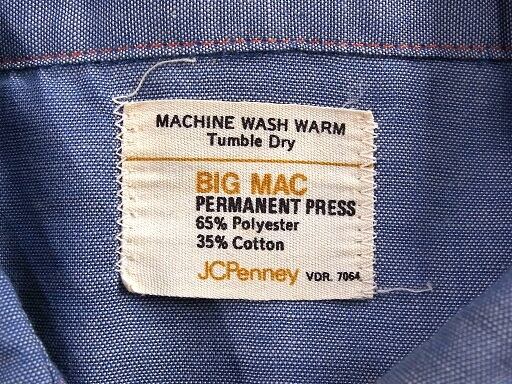 MACHINE WASH WARM
Tumble Dry
BIG MAC
PERMANENT PRESS
65% Polyester
35% Cotton
JCPenney VDR. 7064